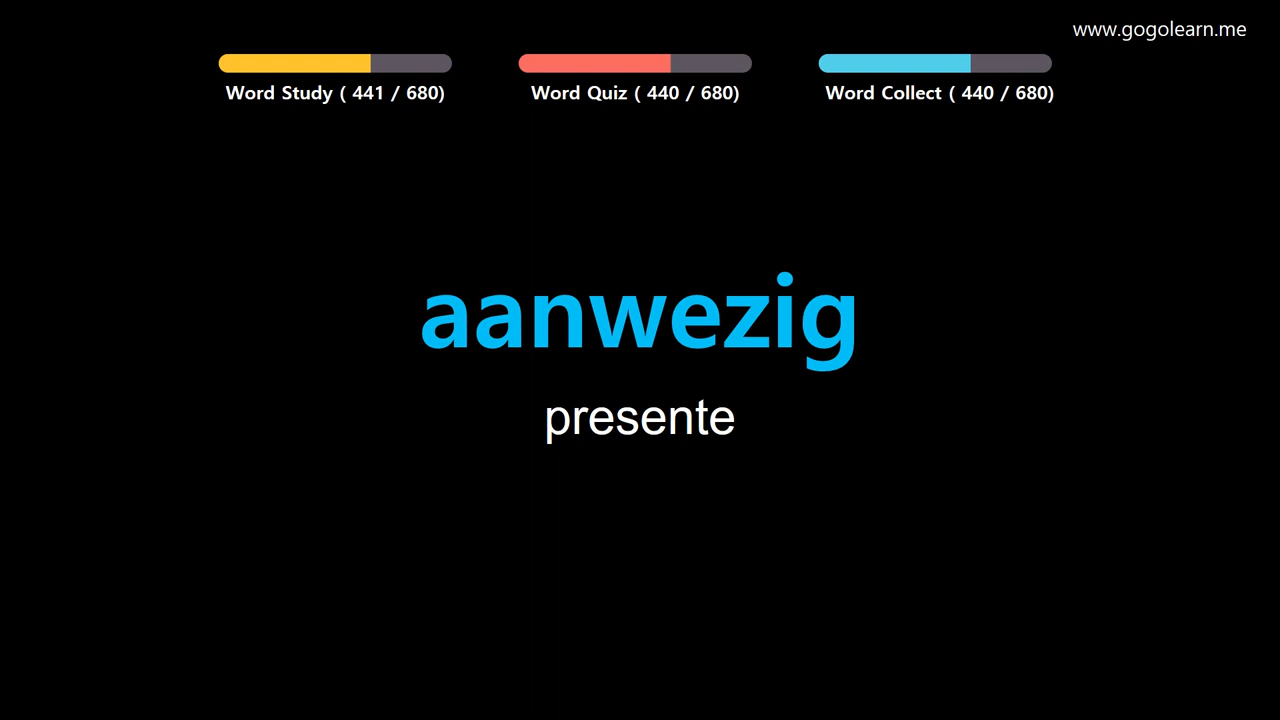 www.gogolearn.me
Word Study ( 441 / 680)
Word Quiz ( 440 / 680)
Word Collect ( 440 / 680)
aanwezig
presente